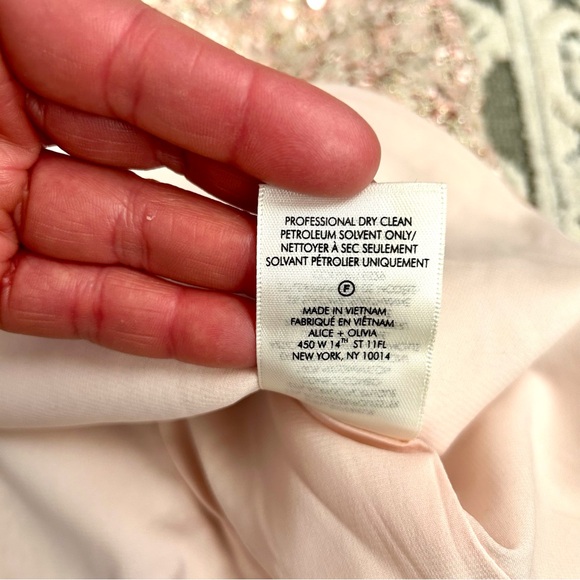 PROFESSIONAL DRY CLEAN
PETROLEUM SOLVENT ONLY/
NETTOYER À SEC SEULEMENT
SOLVANT PÉTROLIER UNIQUEMENT
F
MADE IN VIETNAM
FABRIQUÉ EN VIÊTNAM
ALICE + OLIVIA
450 W 14TH ST 11FL
NEW YORK, NY 10014